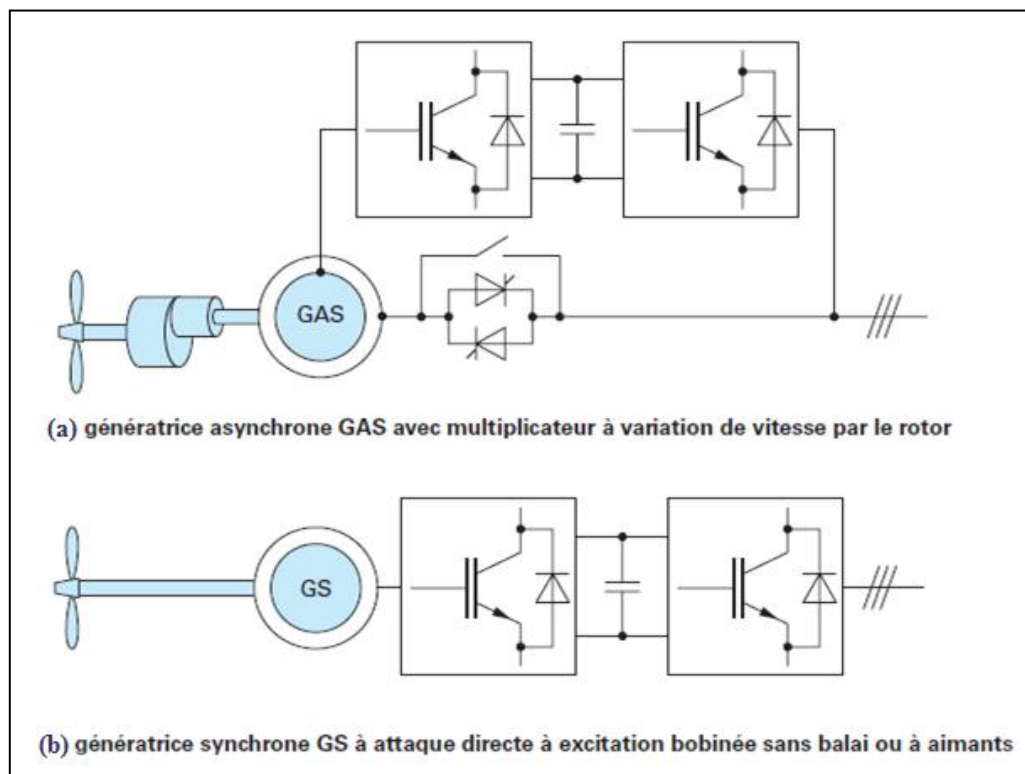 GAS
(a) génératrice asynchrone GAS avec multiplicateur à variation de vitesse par le rotor
GS
(b) génératrice synchrone GS à attaque directe à excitation bobinée sans balai ou à aimants